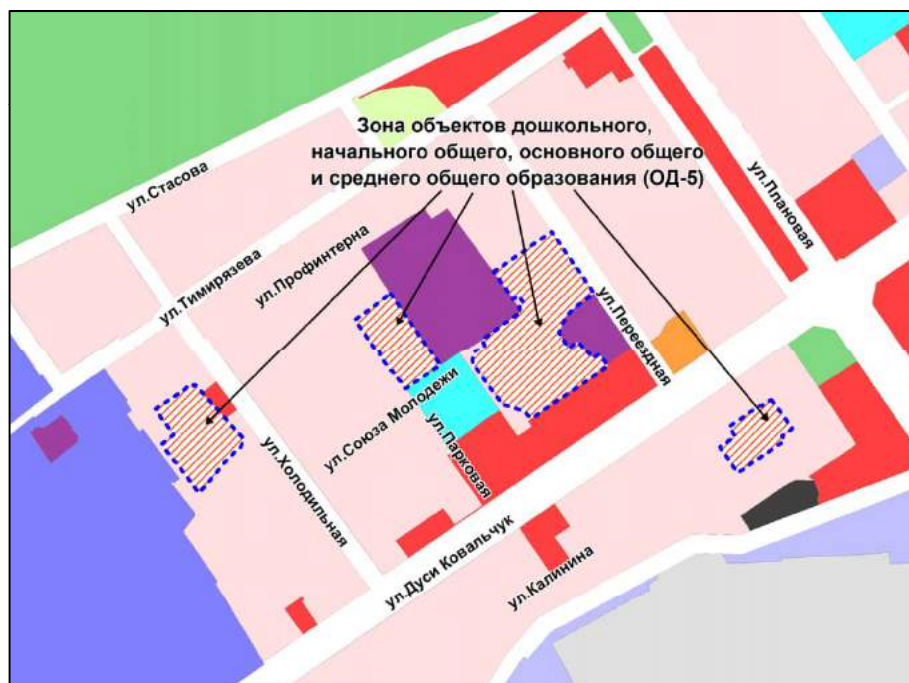 Зона объектов дошкольного,
начального общего, основного общего
и среднего общего образования (ОД-5)
ул.Стасова
ул.Тимирязева
ул.Профинтерна
ул.Плановая
ул.Переездная
ул.Союза Молодежи
ул.Парковая
ул.Холодильная
ул.Дуси Ковальчук
ул.Калинина